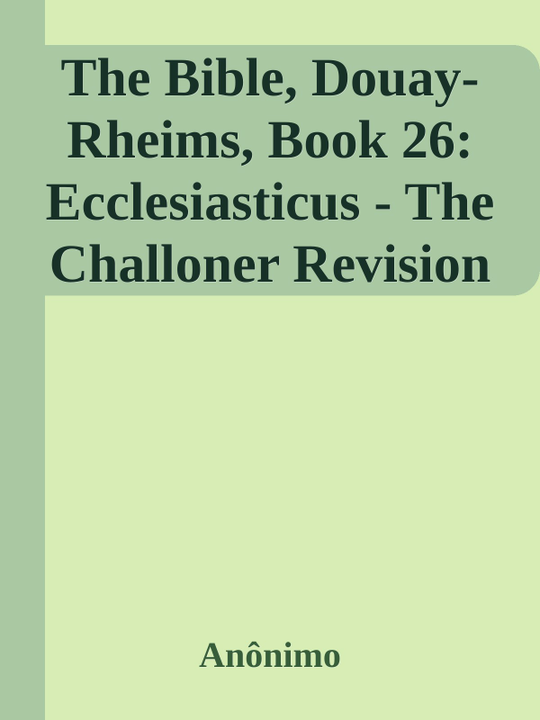 The Bible, Douay-
Rheims, Book 26:
Ecclesiasticus - The
Challoner Revision
Anônimo